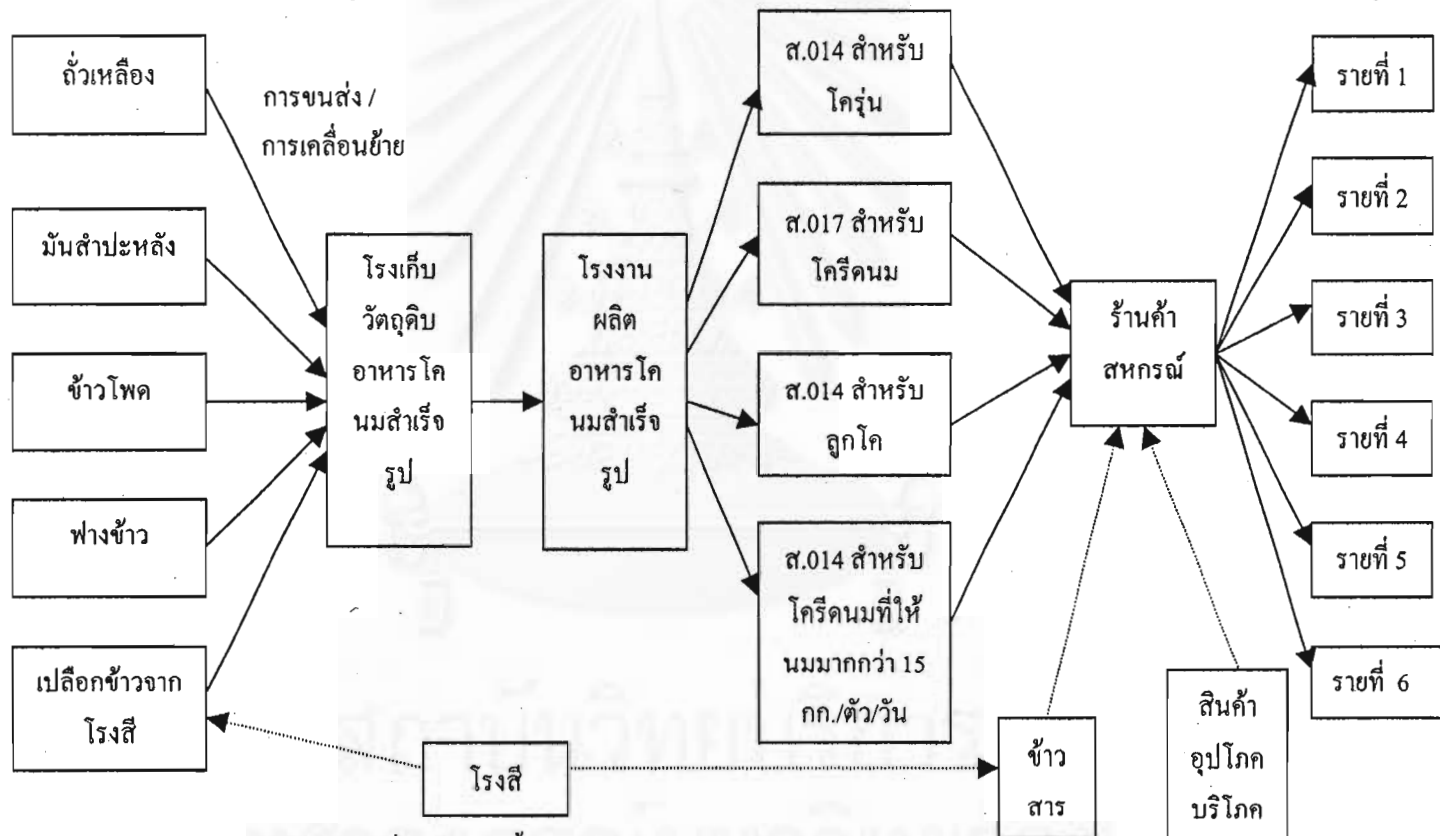 ถั่วเหลือง
การขนส่ง /
การเคลื่อนย้าย
มันสำปะหลัง
ข้าวโพด
ฟางข้าว
เปลือกข้าวจาก
โรงสี
โรงเก็บ
วัตถุดิบ
อาหารโค
นมสำเร็จ
รูป
โรงงาน
ผลิต
อาหารโค
นมสำเร็จ
รูป
ส.014 สำหรับ
โครุ่น
ส.017 สำหรับ
โครีดนม
ส.014 สำหรับ
ลูกโค
ส.014 สำหรับ
โครีดนมที่ให้
นมมากกว่า 15
กก./ตัว/วัน
ร้านค้า
สหกรณ์
รายที่ 1
รายที่ 2
รายที่ 3
รายที่ 4
รายที่ 5
รายที่ 6
โรงสี
ข้าว
สาร
สินค้า
อุปโภค
บริโภค